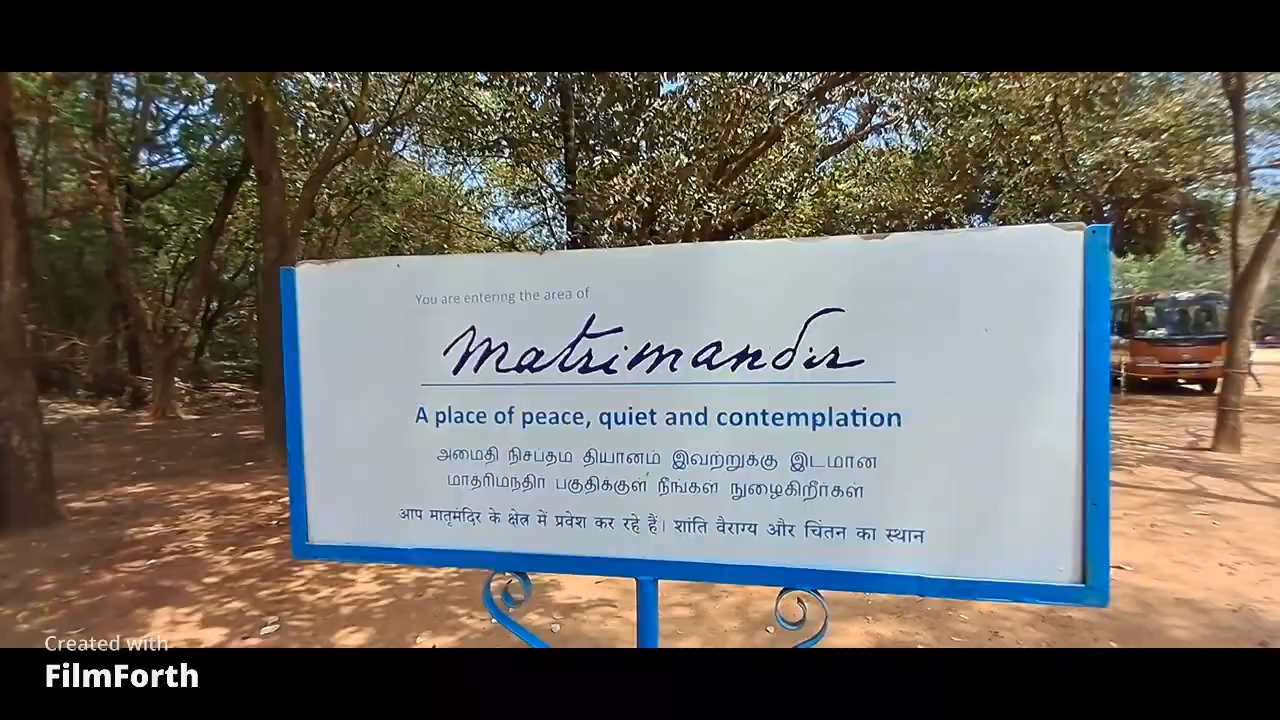 You are entering the area of
Matrimandir
A place of peace, quiet and contemplation
அமைதி நிசப்தம் தியானம் இவற்றுக்கு இடமான
மாத்ரிமந்திர் பகுதிக்குள் நீங்கள் நுழைகிறீர்கள்
आप मातृमंदिर के क्षेत्र में प्रवेश कर रहे हैं। शांति वैराग्य और चिंतन का स्थान
Created with
FilmForth